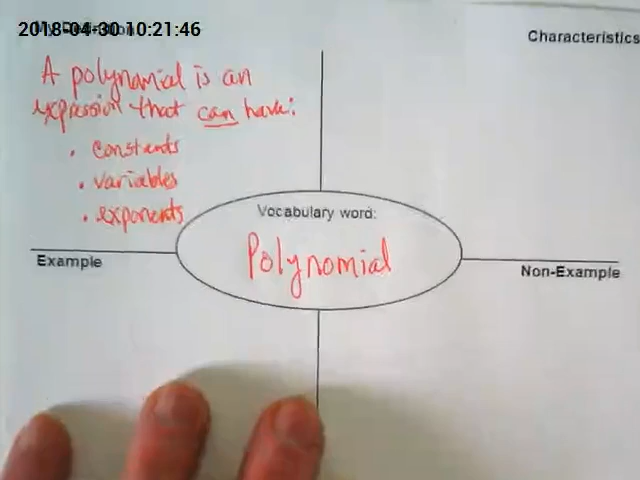 2018-04-30 10:21:46
Characteristics
A polynomial is an
expression that can have:
• constants
• variables
• exponents
Vocabulary word:
Polynomial
Example
Non-Example